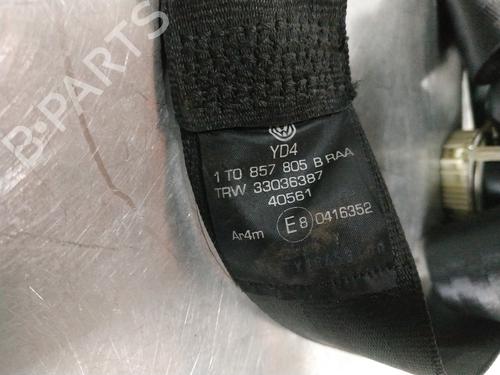 B-PARTS
YD4
1T0 857 805 B RAA
TRW 33036387
40561
Ar4m E8 0416352